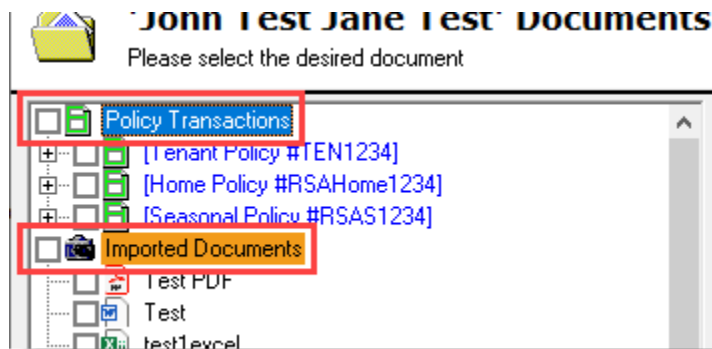 'John Test Jane Test' Documents
Please select the desired document
Policy Transactions
[Tenant Policy #TEN1234]
[Home Policy #RSAHome1234]
[Seasonal Policy #RSAS1234]
Imported Documents
Test PDF
Test
test1excel